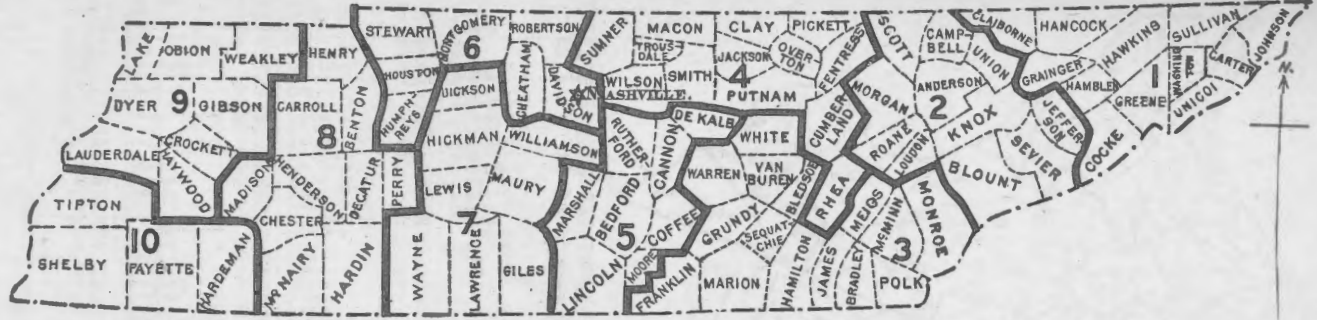 LAKE
OBION
WEAKLEY
HENRY
STEWART
MONTGOMERY
ROBERTSON
SUMNER
MACON
CLAY
PICKETT
SCOTT
CAMP-
BELL
CLAIBORNE
HANCOCK
HAWKINS
SULLIVAN
JOHNSON
6
TROUS-
DALE
JACKSON
OVER-
TON
FENTRESS
UNION
GRAINGER
1
WASHING-
TON
CARTER
N.
DYER
9
GIBSON
CARROLL
BENTON
HOUSTON
HUMPH-
REYS
DICKSON
CHEATHAM
DAVID-
SON
WILSON
NASHVILLE.
SMITH
4
PUTNAM
CUMBER-
LAND
MORGAN
ANDERSON
2
KNOX
HAMBLEN
GREENE
UNICOI
JEFFER
SON
COCKE
LAUDERDALE
CROCKETT
HAYWOOD
8
MADISON
HENDERSON
DECATUR
PERRY
HICKMAN
WILLIAMSON
RUTHER-
FORD
CANNON
DE KALB
WHITE
ROANE
LOUDON
BLOUNT
SEVIER
TIPTON
CHESTER
LEWIS
MAURY
MARSHALL
BEDFORD
WARREN
VAN
BUREN
BLEDSOE
RHEA
MEIGS
McMINN
MONROE
10
SHELBY
FAYETTE
HARDEMAN
McNAIRY
HARDIN
WAYNE
7
LAWRENCE
GILES
LINCOLN
5
MOORE
COFFEE
FRANKLIN
GRUNDY
SEQUAT-
CHIE
MARION
HAMILTON
JAMES
BRADLEY
POLK
3